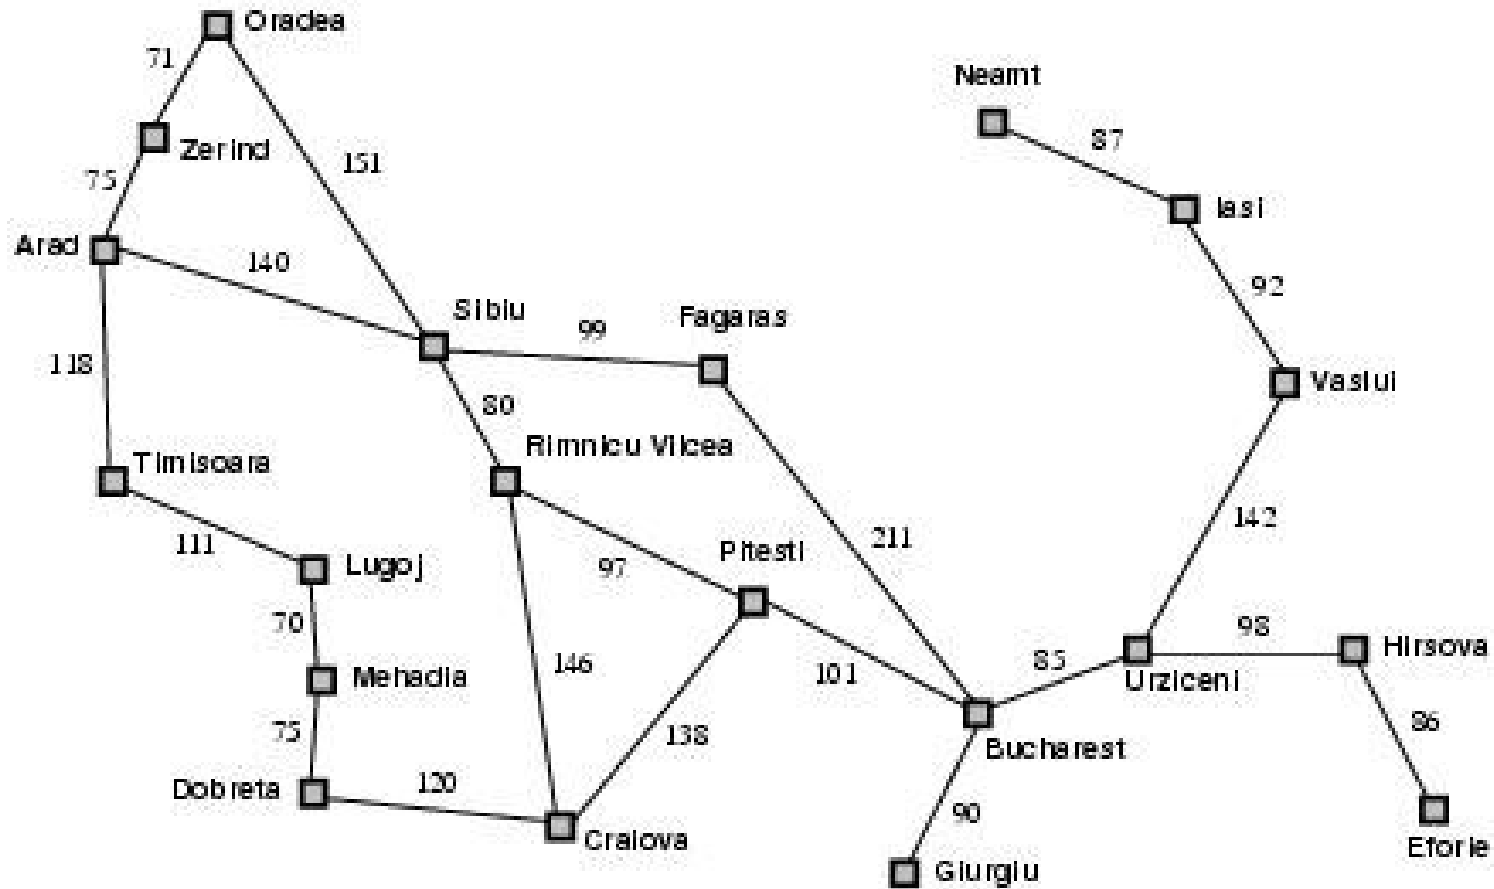 Oradea
71
Neamt
87
Zerind
151
75
Iasi
Arad
140
92
Sibiu
Fagaras
99
118
Vaslui
80
Rimnicu Vilcea
Timisoara
142
211
111
Pitesti
Lugoj
97
70
98
Hirsova
85
146
101
Urziceni
Mehadia
86
75
138
Bucharest
120
Dobreta
90
Craiova
Eforie
Giurgiu